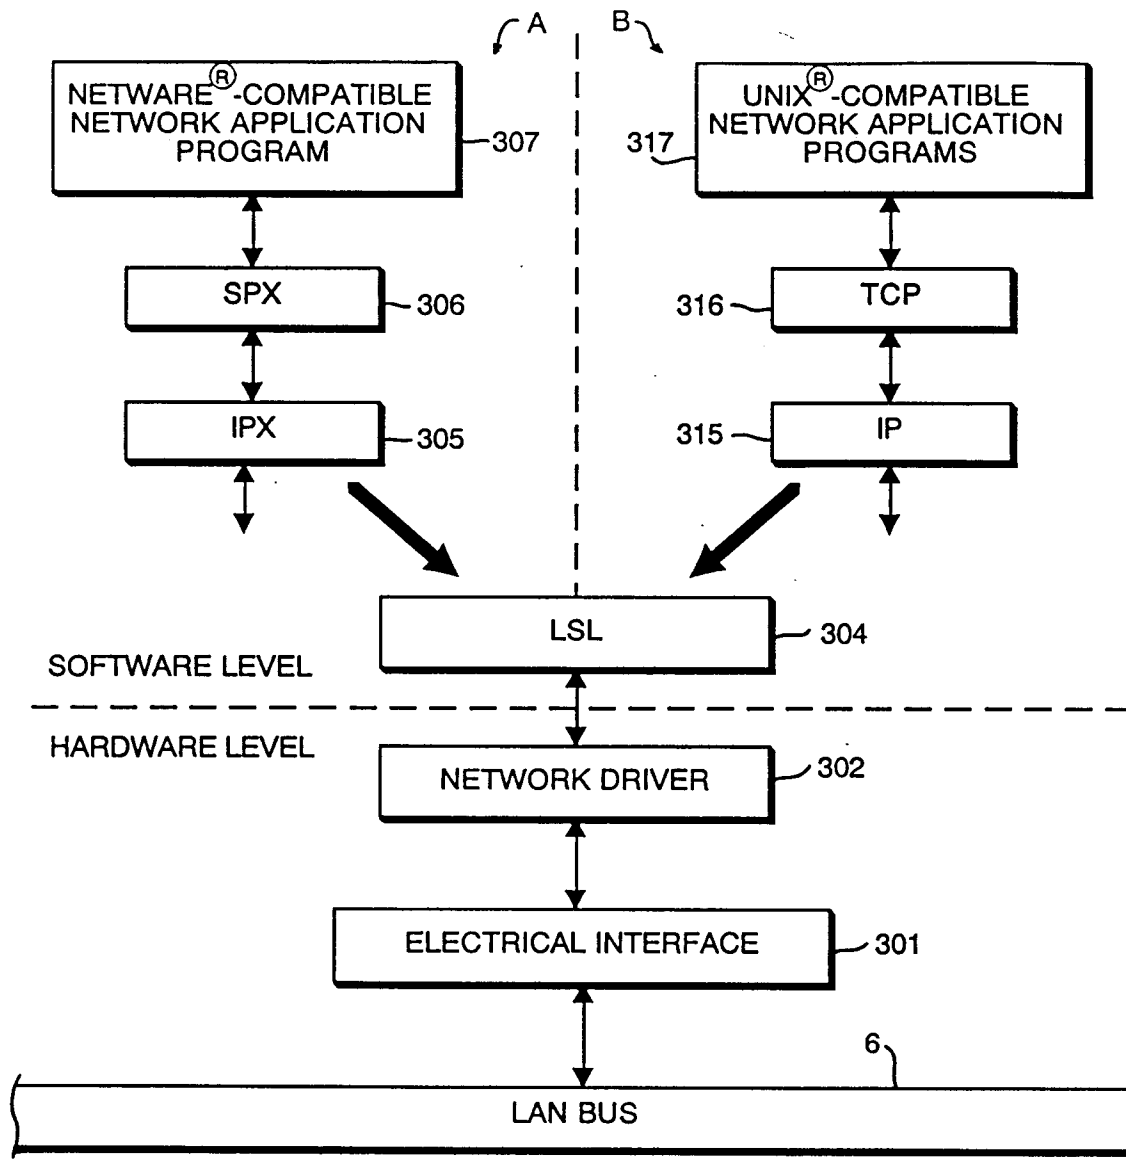 A B
NETWARE®-COMPATIBLE
NETWORK APPLICATION
PROGRAM
307
UNIX®-COMPATIBLE
NETWORK APPLICATION
PROGRAMS
317
SPX
306
TCP
316
IPX
305
IP
315
LSL
304
SOFTWARE LEVEL
HARDWARE LEVEL
NETWORK DRIVER
302
ELECTRICAL INTERFACE
301
6
LAN BUS